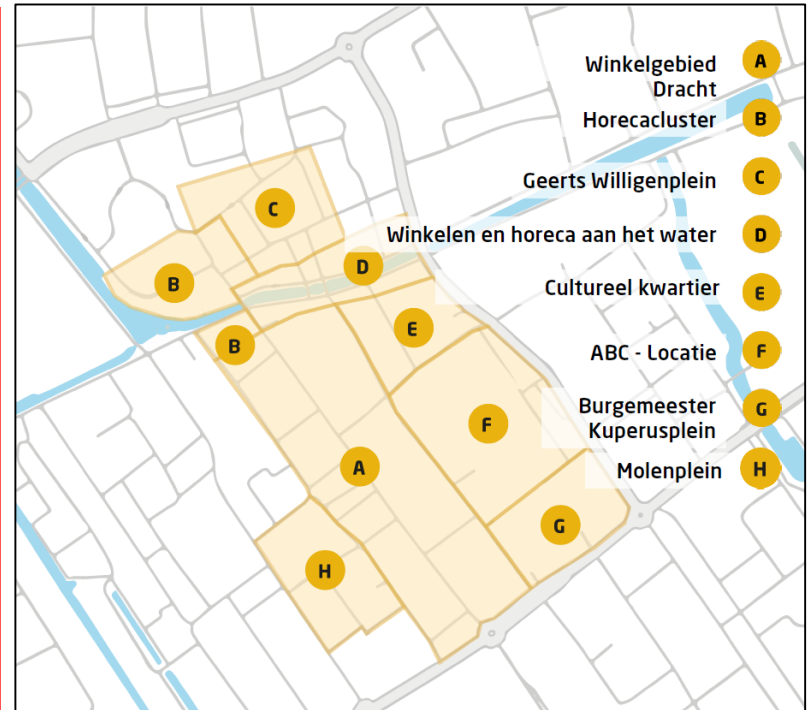 Winkelgebied
Dracht
A
Horecacluster
B
Geerts Willigenplein
C
Winkelen en horeca aan het water
D
Cultureel kwartier
E
ABC - Locatie
F
Burgemeester
Kuperusplein
G
Molenplein
H
C
D
B
E
B
F
A
G
H